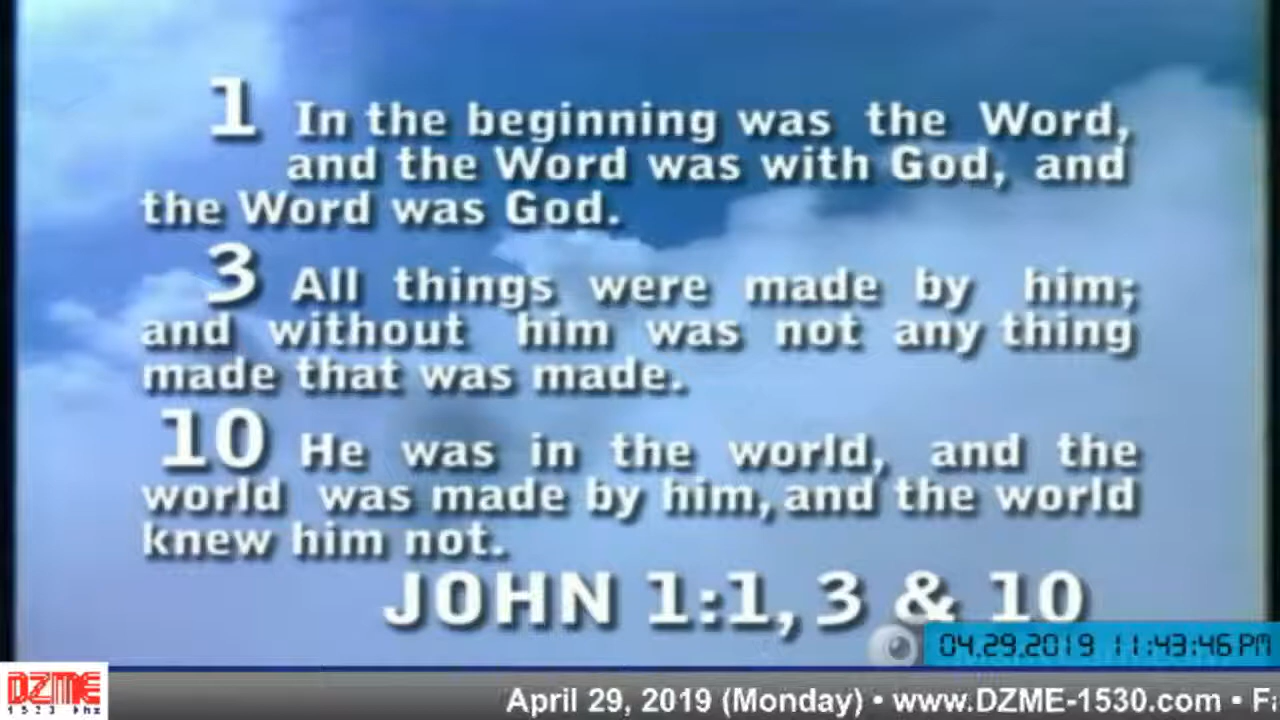 1 In the beginning was the Word,
and the Word was with God, and
the Word was God.
3 All things were made by him;
and without him was not any thing
made that was made.
10 He was in the world, and the
world was made by him, and the world
knew him not.
JOHN 1:1, 3 & 10
04.29.2019 11:43:46 PM
DZME
1530 khz
April 29, 2019 (Monday) • www.DZME-1530.com •